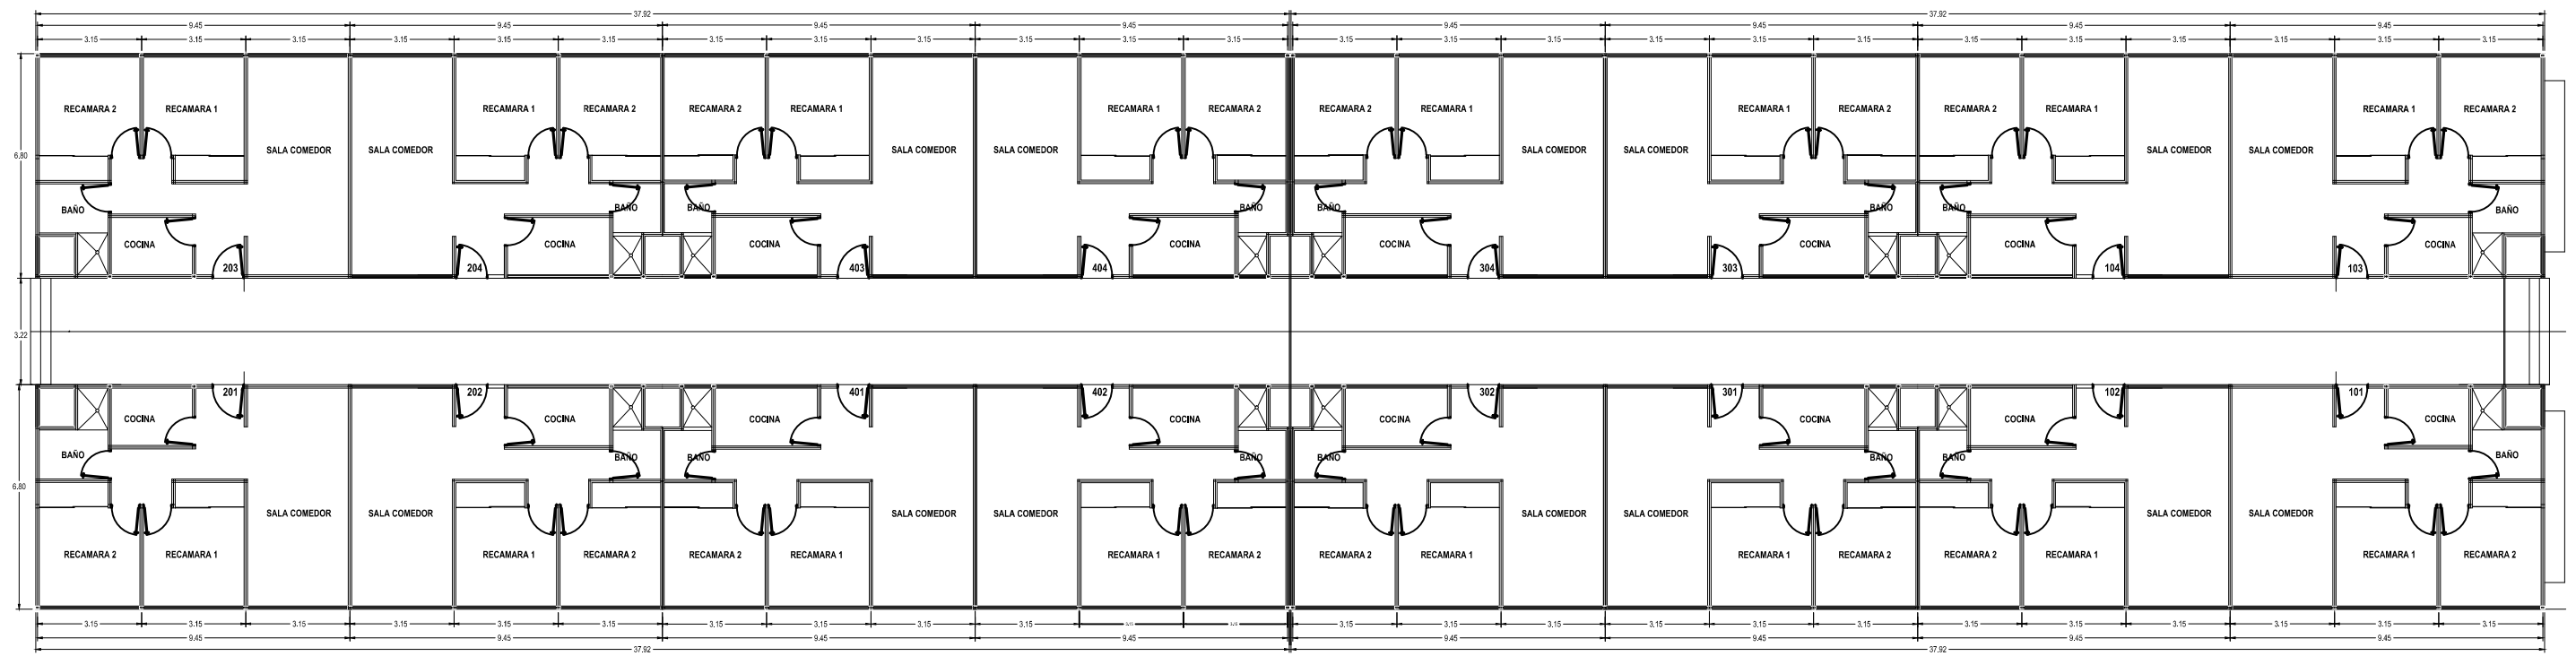 37.92 37.92
9.45 9.45 9.45 9.45 9.45 9.45 9.45 9.45
3.15 3.15 3.15 3.15 3.15 3.15 3.15 3.15 3.15 3.15 3.15 3.15 3.15 3.15 3.15 3.15 3.15 3.15 3.15 3.15 3.15 3.15 3.15 3.15
RECAMARA 2 RECAMARA 1 RECAMARA 1 RECAMARA 2 RECAMARA 2 RECAMARA 1 RECAMARA 1 RECAMARA 2 RECAMARA 2 RECAMARA 1 RECAMARA 1 RECAMARA 2 RECAMARA 2 RECAMARA 1 RECAMARA 1 RECAMARA 2
6.80 SALA COMEDOR SALA COMEDOR SALA COMEDOR SALA COMEDOR SALA COMEDOR SALA COMEDOR SALA COMEDOR SALA COMEDOR
BAÑO BAÑO BAÑO BAÑO BAÑO BAÑO BAÑO BAÑO
COCINA COCINA COCINA COCINA COCINA COCINA COCINA COCINA
203 204 403 404 304 303 104 103
3.22
201 202 401 402 302 301 102 101
COCINA COCINA COCINA COCINA COCINA COCINA COCINA COCINA
BAÑO BAÑO BAÑO BAÑO BAÑO BAÑO BAÑO BAÑO
6.80
SALA COMEDOR SALA COMEDOR SALA COMEDOR SALA COMEDOR SALA COMEDOR SALA COMEDOR SALA COMEDOR SALA COMEDOR
RECAMARA 2 RECAMARA 1 RECAMARA 1 RECAMARA 2 RECAMARA 2 RECAMARA 1 RECAMARA 1 RECAMARA 2 RECAMARA 2 RECAMARA 1 RECAMARA 1 RECAMARA 2 RECAMARA 2 RECAMARA 1 RECAMARA 1 RECAMARA 2
3.15 3.15 3.15 3.15 3.15 3.15 3.15 3.15 3.15 3.15 3.15 3.15 3.15 3.15 3.15 3.15 3.15 3.15 3.15 3.15 3.15 3.15
9.45 9.45 9.45 9.45 9.45 9.45 9.45 9.45
37.92 37.92